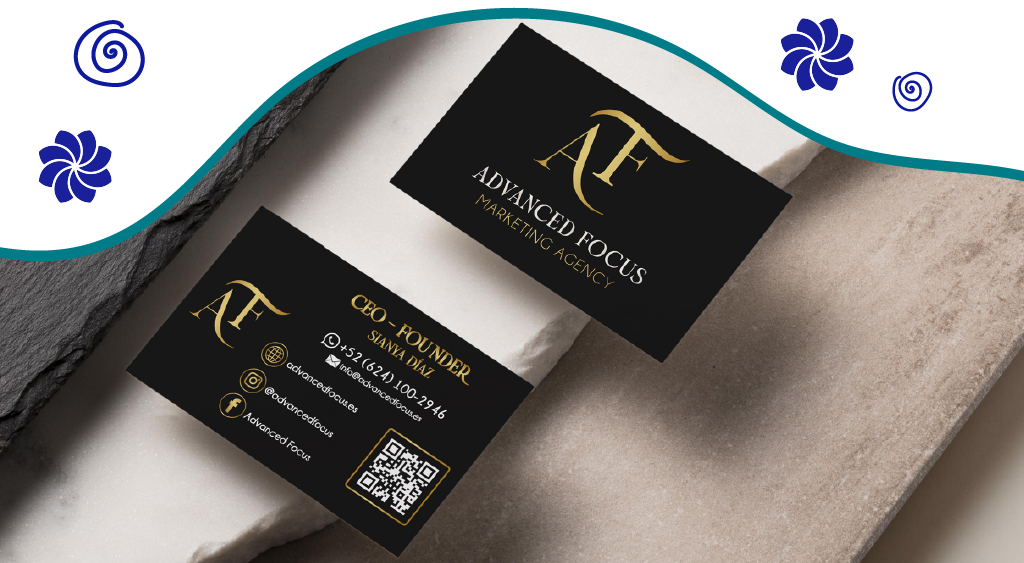 AF
ADVANCED FOCUS
MARKETING AGENCY
AF
CEO - FOUNDER
SIANYA DÍAZ
+52 (624) 100-2946
info@advancedfocus.es
advancedfocus.es
@advancedfocus
Advanced Focus